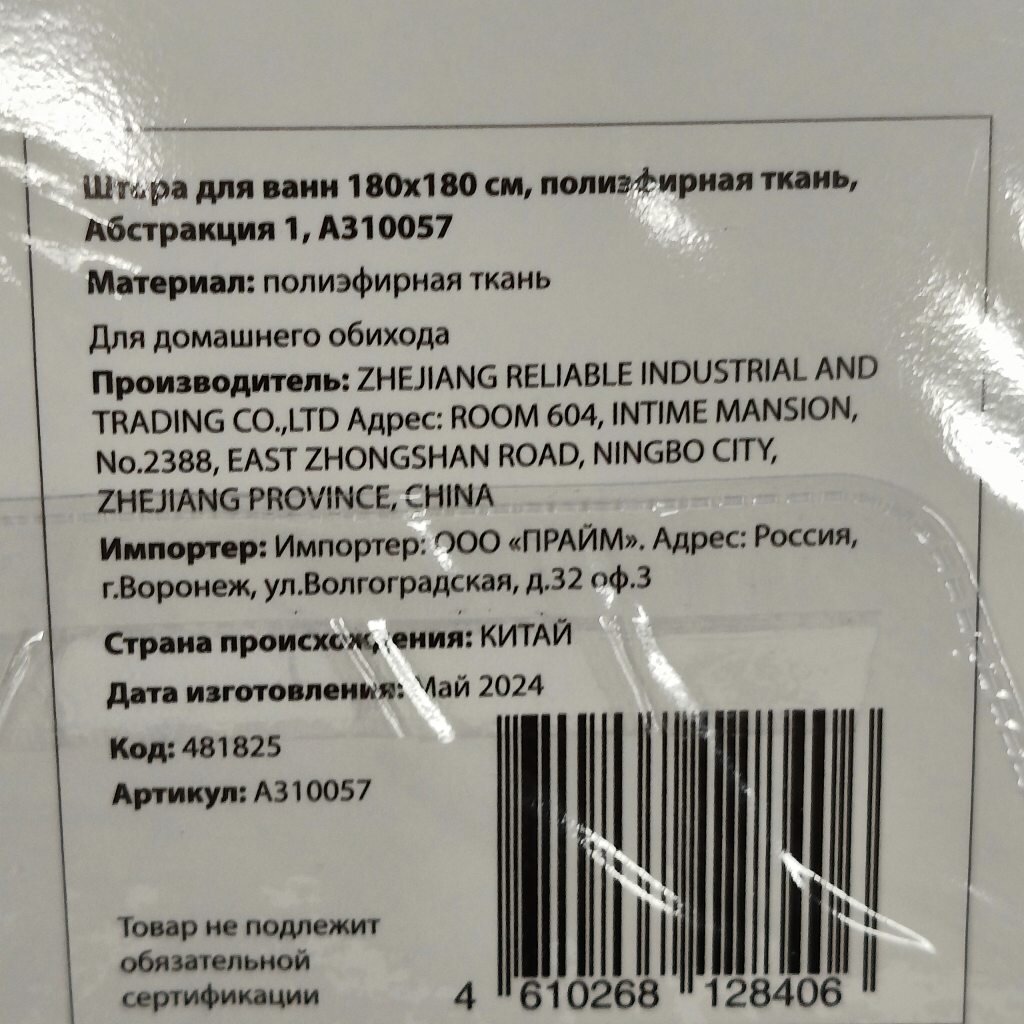 Штора для ванн 180х180 см, полиэфирная ткань,
Абстракция 1, А310057
Материал: полиэфирная ткань
Для домашнего обихода
Производитель: ZHEJIANG RELIABLE INDUSTRIAL AND
TRADING CO.,LTD Адрес: ROOM 604, INTIME MANSION,
No.2388, EAST ZHONGSHAN ROAD, NINGBO CITY,
ZHEJIANG PROVINCE, CHINA
Импортер: Импортер: ООО «ПРАЙМ». Адрес: Россия,
г.Воронеж, ул.Волгоградская, д.32 оф.3
Страна происхождения: КИТАЙ
Дата изготовления: Май 2024
Код: 481825
Артикул: А310057
Товар не подлежит
обязательной
сертификации
4 610268 128406